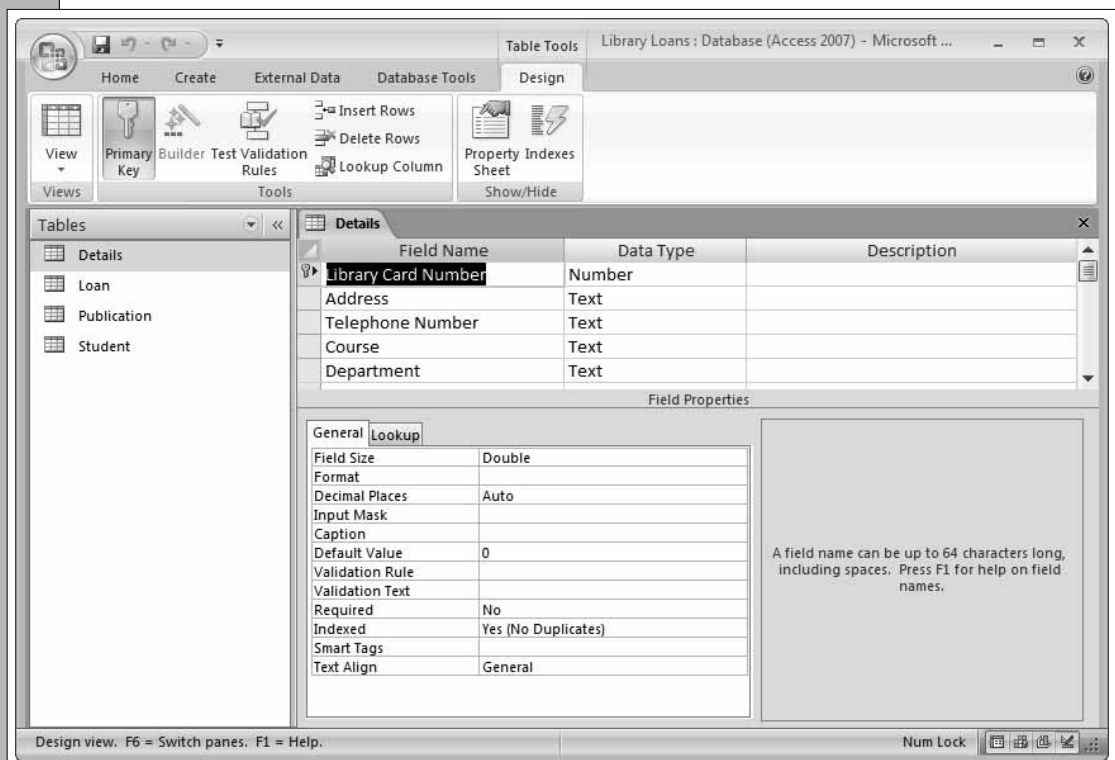 Table Tools Library Loans : Database (Access 2007) - Microsoft ...
Home Create External Data Database Tools Design
View
Primary Key
Builder
Test Validation Rules
Insert Rows
Delete Rows
Lookup Column
Property Sheet
Indexes
Views Tools Show/Hide
Tables
Details
Loan
Publication
Student
Details
Field Name Data Type Description
Library Card Number Number
Address Text
Telephone Number Text
Course Text
Department Text
Field Properties
General Lookup
Field Size Double
Format
Decimal Places Auto
Input Mask
Caption
Default Value 0
Validation Rule
Validation Text
Required No
Indexed Yes (No Duplicates)
Smart Tags
Text Align General
A field name can be up to 64 characters long,
including spaces. Press F1 for help on field
names.
Design view. F6 = Switch panes. F1 = Help. Num Lock